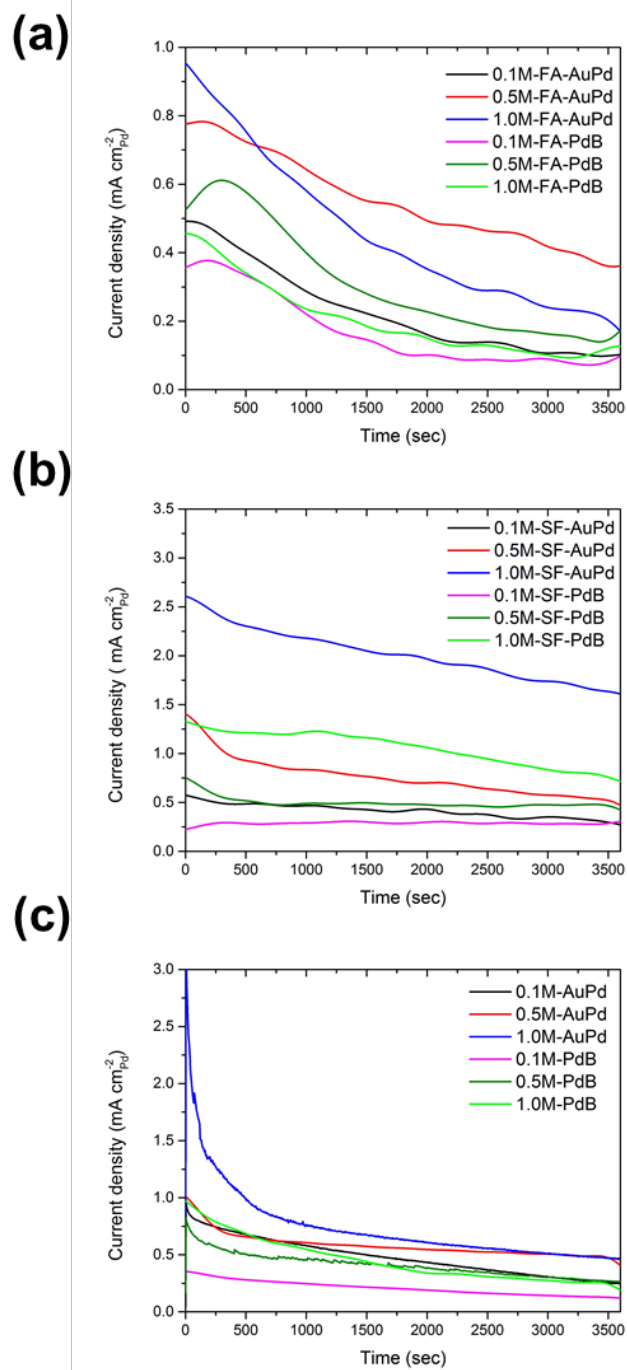 (a)
1.0
0.8
0.6
0.4
0.2
0.0
Current density (mA cm⁻²Pd)
0.1M-FA-AuPd
0.5M-FA-AuPd
1.0M-FA-AuPd
0.1M-FA-PdB
0.5M-FA-PdB
1.0M-FA-PdB
0 500 1000 1500 2000 2500 3000 3500
Time (sec)
(b)
3.5
3.0
2.5
2.0
1.5
1.0
0.5
0.0
Current density ( mA cm⁻²Pd)
0.1M-SF-AuPd
0.5M-SF-AuPd
1.0M-SF-AuPd
0.1M-SF-PdB
0.5M-SF-PdB
1.0M-SF-PdB
0 500 1000 1500 2000 2500 3000 3500
Time (sec)
(c)
3.0
2.5
2.0
1.5
1.0
0.5
0.0
Current density (mA cm⁻²Pd)
0.1M-AuPd
0.5M-AuPd
1.0M-AuPd
0.1M-PdB
0.5M-PdB
1.0M-PdB
0 500 1000 1500 2000 2500 3000 3500
Time (sec)